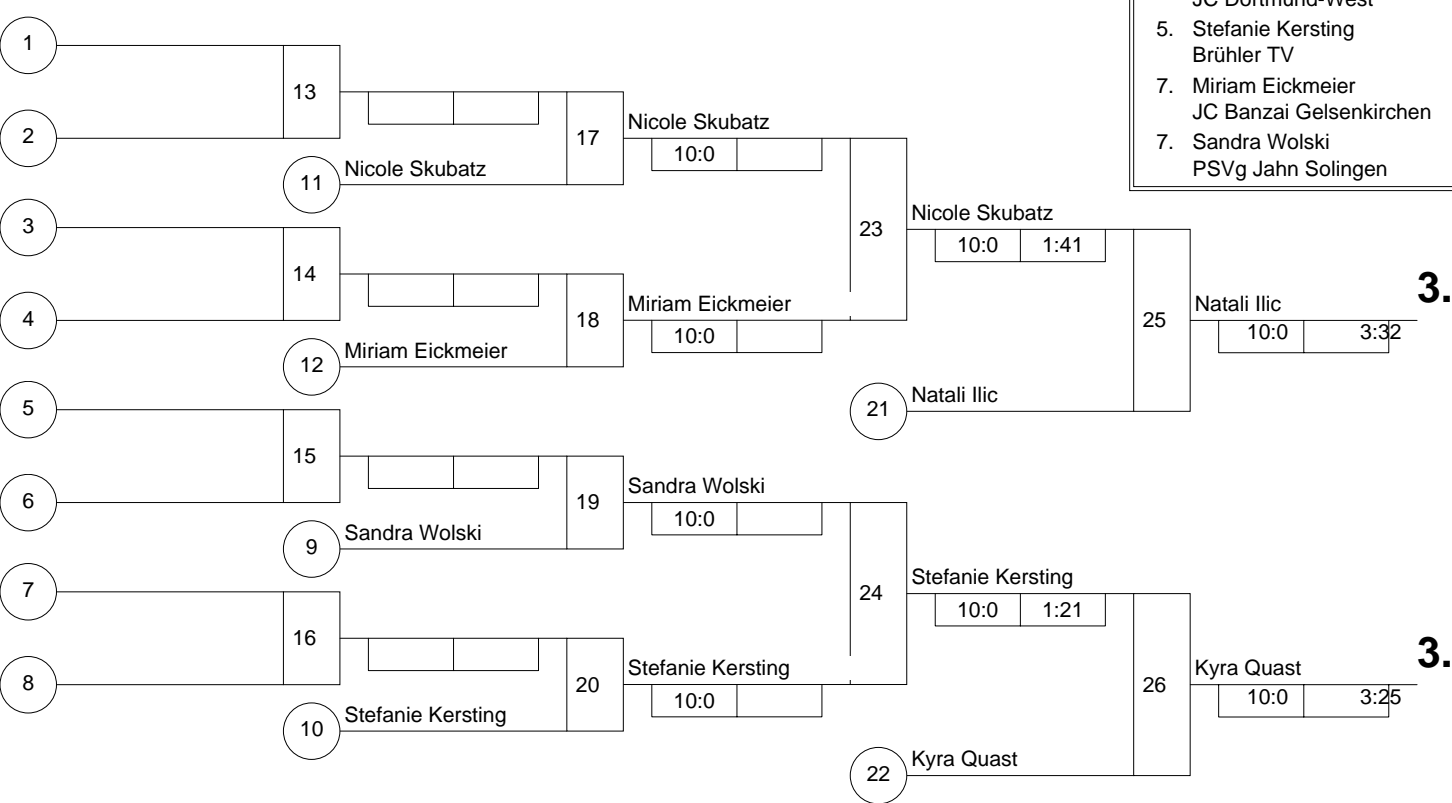 JC Dortmund-West
5. Stefanie Kersting
Brühler TV
7. Miriam Eickmeier
JC Banzai Gelsenkirchen
7. Sandra Wolski
PSVg Jahn Solingen
1
13
2
17
Nicole Skubatz
10:0
11
Nicole Skubatz
3
23
Nicole Skubatz
10:0 1:41
14
4
18
Miriam Eickmeier
10:0
12
Miriam Eickmeier
25
Natali Ilic
3.
10:0 3:32
5
21
Natali Ilic
15
6
19
Sandra Wolski
10:0
9
Sandra Wolski
7
24
Stefanie Kersting
10:0 1:21
16
8
20
Stefanie Kersting
10:0
10
Stefanie Kersting
26
Kyra Quast
3.
10:0 3:25
22
Kyra Quast